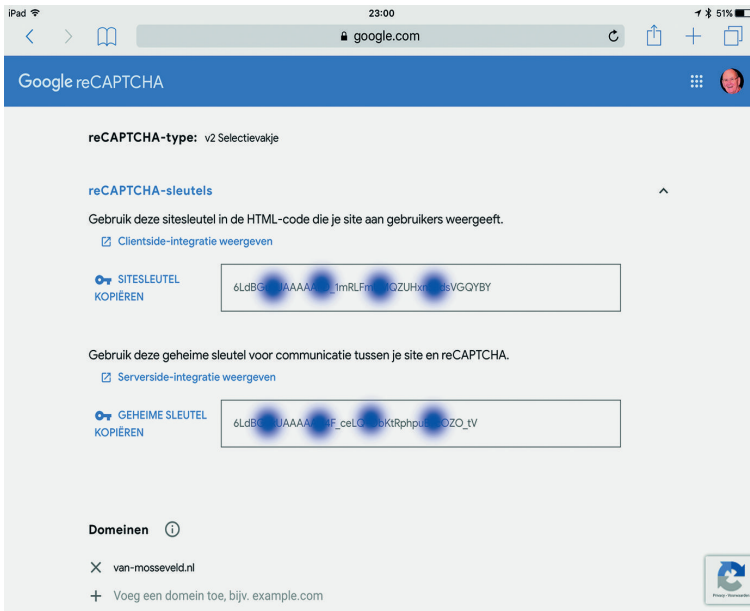 iPad
23:00
51%
google.com
Google reCAPTCHA
reCAPTCHA-type: v2 Selectievakje
reCAPTCHA-sleutels
Gebruik deze sitesleutel in de HTML-code die je site aan gebruikers weergeeft.
Clientside-integratie weergeven
SITESLEUTEL
KOPIËREN
Gebruik deze geheime sleutel voor communicatie tussen je site en reCAPTCHA.
Serverside-integratie weergeven
GEHEIME SLEUTEL
KOPIËREN
Domeinen
van-mosseveld.nl
Voeg een domein toe, bijv. example.com